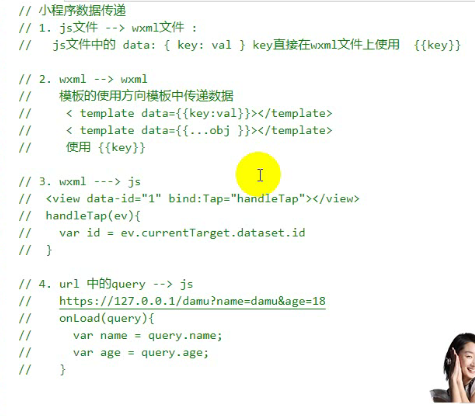 // 小程序数据传递
// 1. js文件 --> wxml文件 :
//   js文件中的 data: { key: val } key直接在wxml文件上使用  {{key}}
// 2. wxml --> wxml
//    模板的使用方向模板中传递数据
//    < template data={{key:val}}></template>
//    < template data={{...obj }}></template>
//    使用 {{key}}
// 3. wxml ---> js
//  <view data-id="1" bind:Tap="handleTap"></view>
//  handleTap(ev){
//    var id = ev.currentTarget.dataset.id
//  }
// 4. url 中的query --> js
//    https://127.0.0.1/damu?name=damu&age=18
//    onLoad(query){
//      var name = query.name;
//      var age = query.age;
//    }